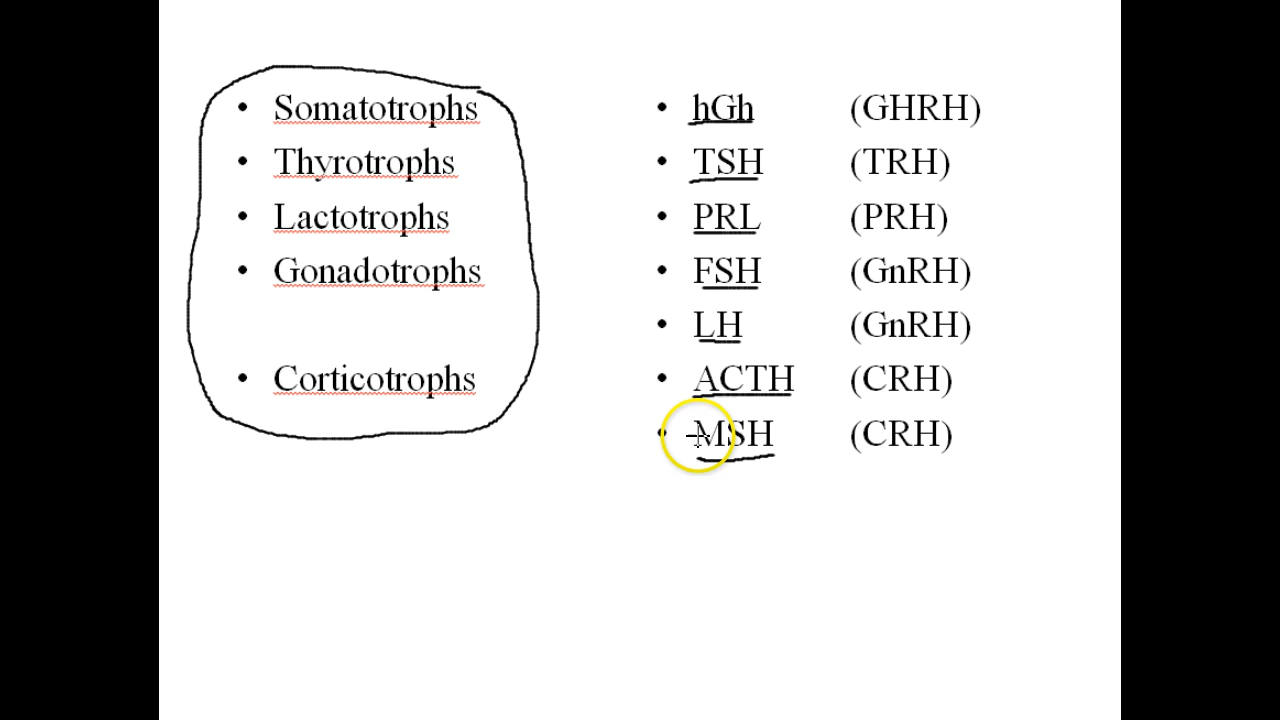 • Somatotrophs • hGh (GHRH)
• Thyrotrophs • TSH (TRH)
• Lactotrophs • PRL (PRH)
• Gonadotrophs • FSH (GnRH)
• LH (GnRH)
• Corticotrophs • ACTH (CRH)
• MSH (CRH)